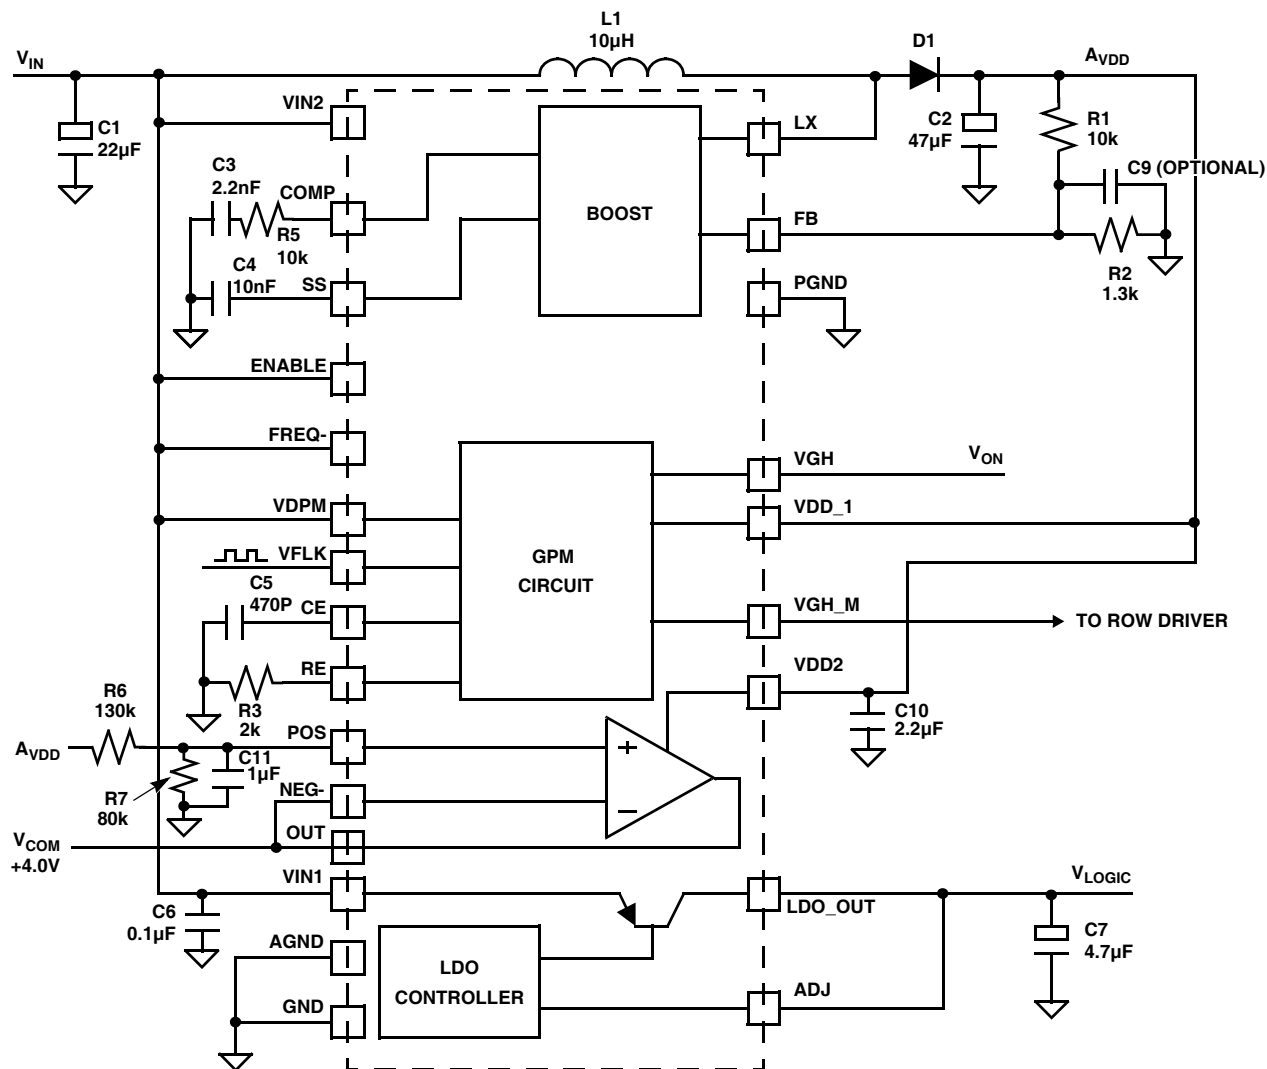 L1
10µH
D1
VIN
AVDD
VIN2
LX
C1
22µF
C2
47µF
R1
10k
C3
2.2nF
COMP
C9 (OPTIONAL)
R5
10k
BOOST
FB
C4
10nF
SS
PGND
R2
1.3k
ENABLE
FREQ-
VGH
VON
VDPM
VDD_1
VFLK
GPM
CIRCUIT
C5
470P
CE
VGH_M
TO ROW DRIVER
RE
VDD2
R6
130k
R3
2k
C10
2.2µF
POS
+
AVDD
C11
1µF
R7
80k
NEG-
–
VCOM
+4.0V
OUT
VIN1
VLOGIC
LDO_OUT
C6
0.1µF
AGND
C7
4.7µF
LDO
CONTROLLER
ADJ
GND